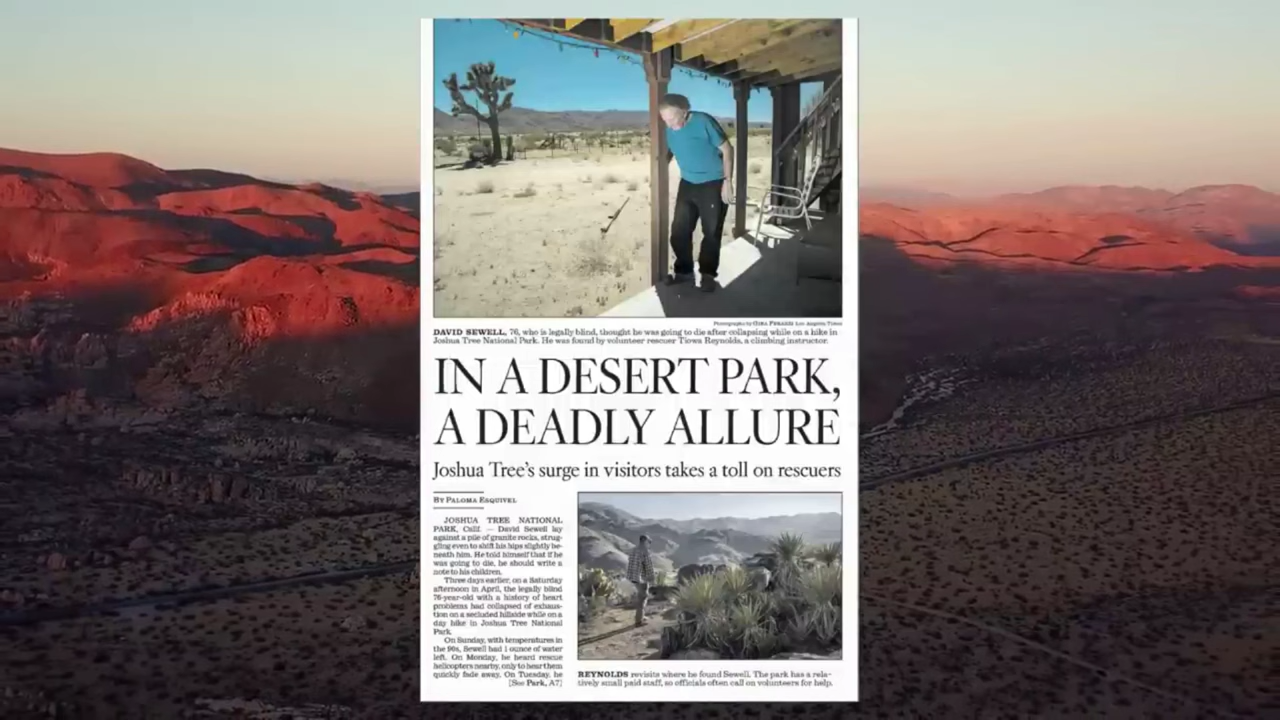 Photographs by GINA FERAZZI Los Angeles Times
DAVID SEWELL, 76, who is legally blind, thought he was going to die after collapsing while on a hike in
Joshua Tree National Park. He was found by volunteer rescuer Tiowa Reynolds, a climbing instructor.
IN A DESERT PARK,
A DEADLY ALLURE
Joshua Tree's surge in visitors takes a toll on rescuers
BY PALOMA ESQUIVEL
JOSHUA TREE NATIONAL
PARK, Calif. — David Sewell lay
against a pile of granite rocks, strug-
gling even to shift his hips slightly be-
neath him. He told himself that if he
was going to die, he should write a
note to his children.
Three days earlier, on a Saturday
afternoon in April, the legally blind
76-year-old with a history of heart
problems had collapsed of exhaus-
tion on a secluded hillside while on a
day hike in Joshua Tree National
Park.
On Sunday, with temperatures in
the 90s, Sewell had 1 ounce of water
left. On Monday, he heard rescue
helicopters nearby, only to hear them
quickly fade away. On Tuesday, he
[See Park, A7]
REYNOLDS revisits where he found Sewell. The park has a rela-
tively small paid staff, so officials often call on volunteers for help.